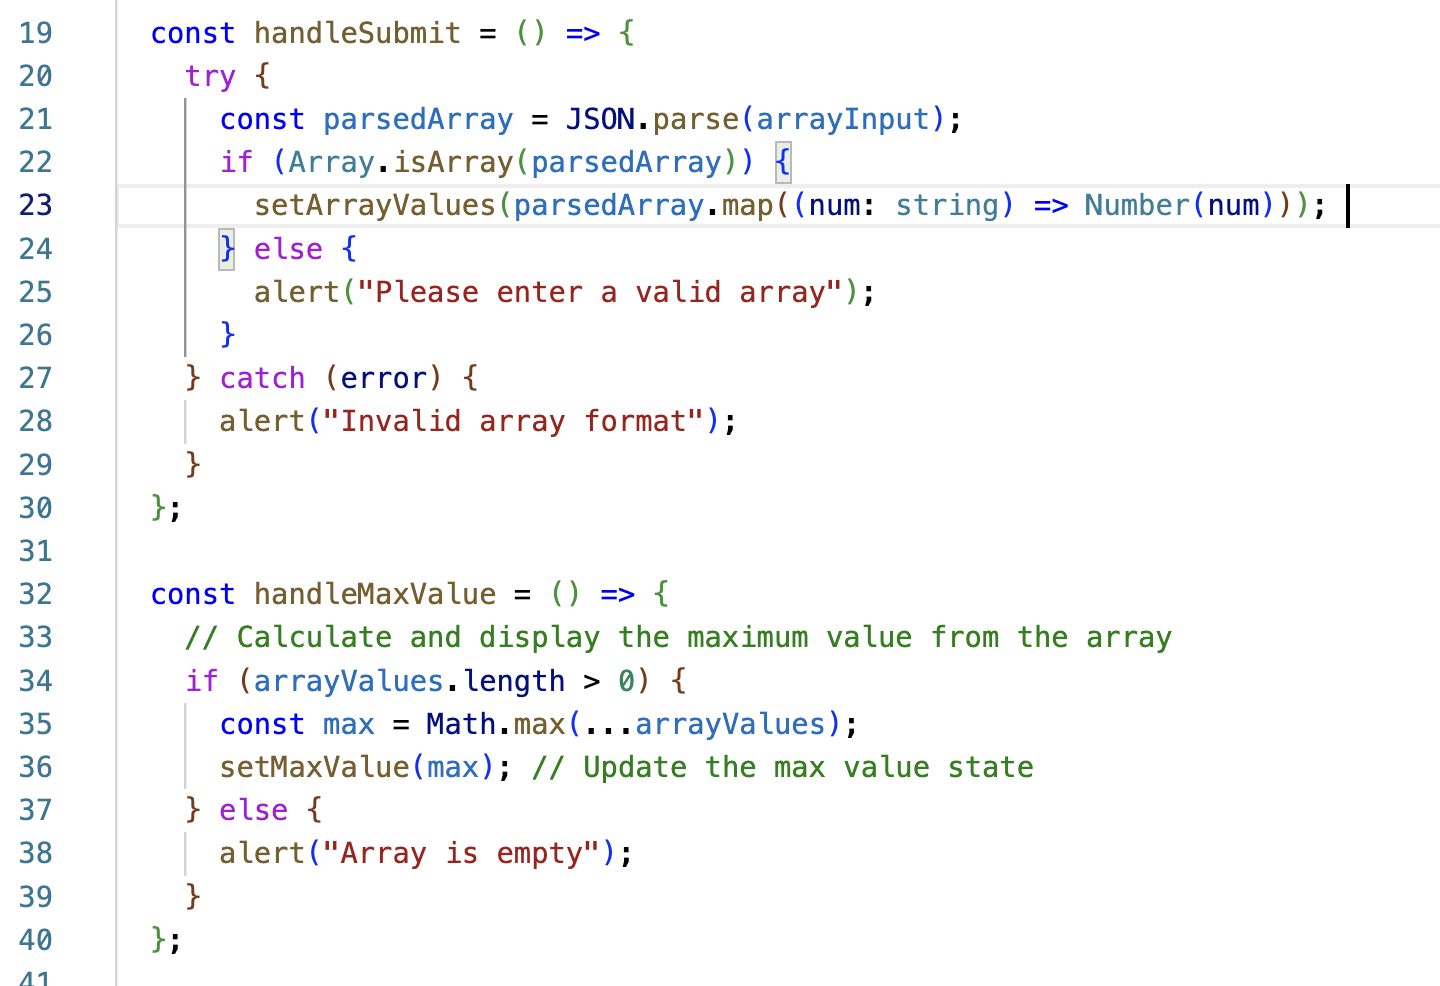 19 const handleSubmit = () => {
20 try {
21 const parsedArray = JSON.parse(arrayInput);
22 if (Array.isArray(parsedArray)) {
23 setArrayValues(parsedArray.map((num: string) => Number(num)));
24 } else {
25 alert("Please enter a valid array");
26 }
27 } catch (error) {
28 alert("Invalid array format");
29 }
30 };
31
32 const handleMaxValue = () => {
33 // Calculate and display the maximum value from the array
34 if (arrayValues.length > 0) {
35 const max = Math.max(...arrayValues);
36 setMaxValue(max); // Update the max value state
37 } else {
38 alert("Array is empty");
39 }
40 };
41